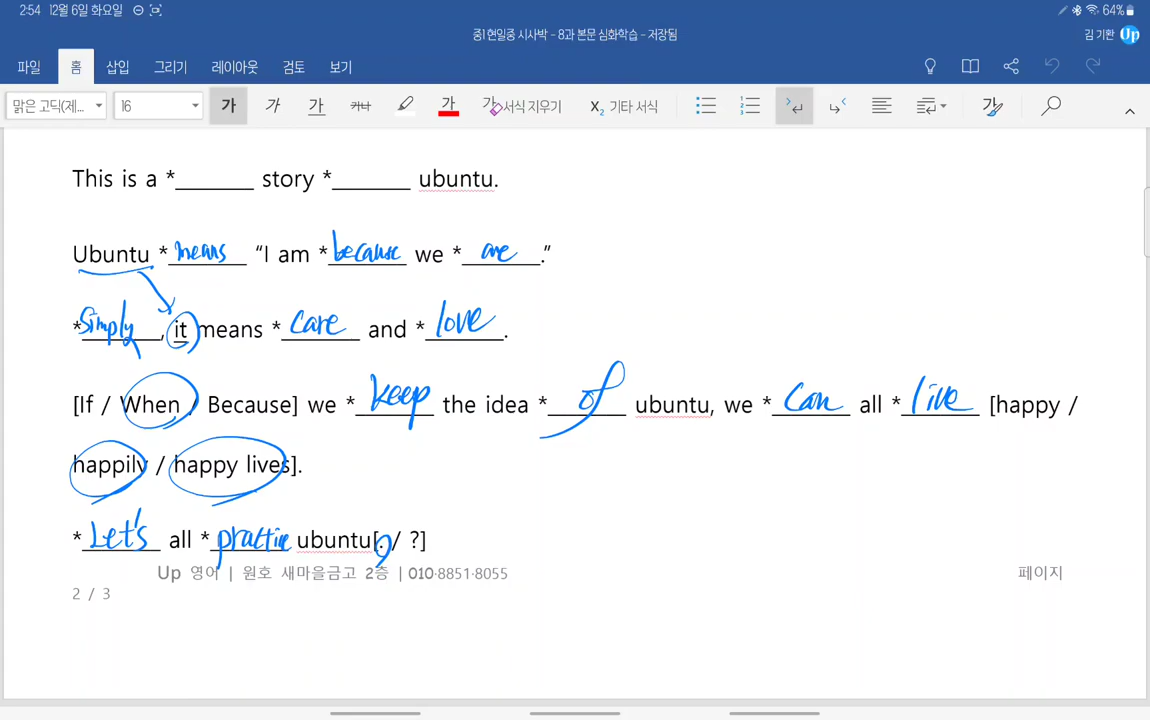 2:54 12월 6일 화요일 64%
중1 현일중 시사박 - 8과 본문 심화학습 - 저장됨
김 기환 Up
파일 홈 삽입 그리기 레이아웃 검토 보기
맑은 고딕(제... 16 가 가 가 가나 가 가 서식 지우기 X₂ 기타 서식
This is a *________ story *________ ubuntu.
Ubuntu *means "I am *because we *are."
*Simply, it means *care and *love.
[If / When / Because] we *keep the idea *of ubuntu, we *can all *live [happy /
happily / happy lives].
*Let's all *practice ubuntu[. / ?]
Up 영어 | 원호 새마을금고 2층 | 010·8851·8055 페이지
2 / 3